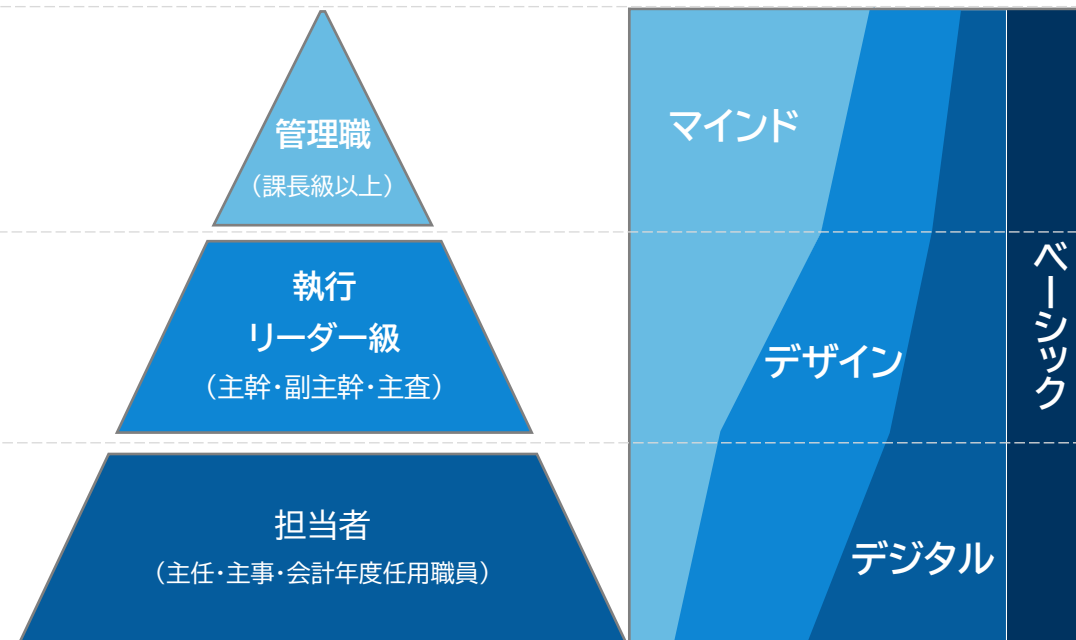 管理職
（課長級以上）
執行
リーダー級
（主幹・副主幹・主査）
担当者
（主任・主事・会計年度任用職員）
マインド
デザイン
デジタル
ベーシック